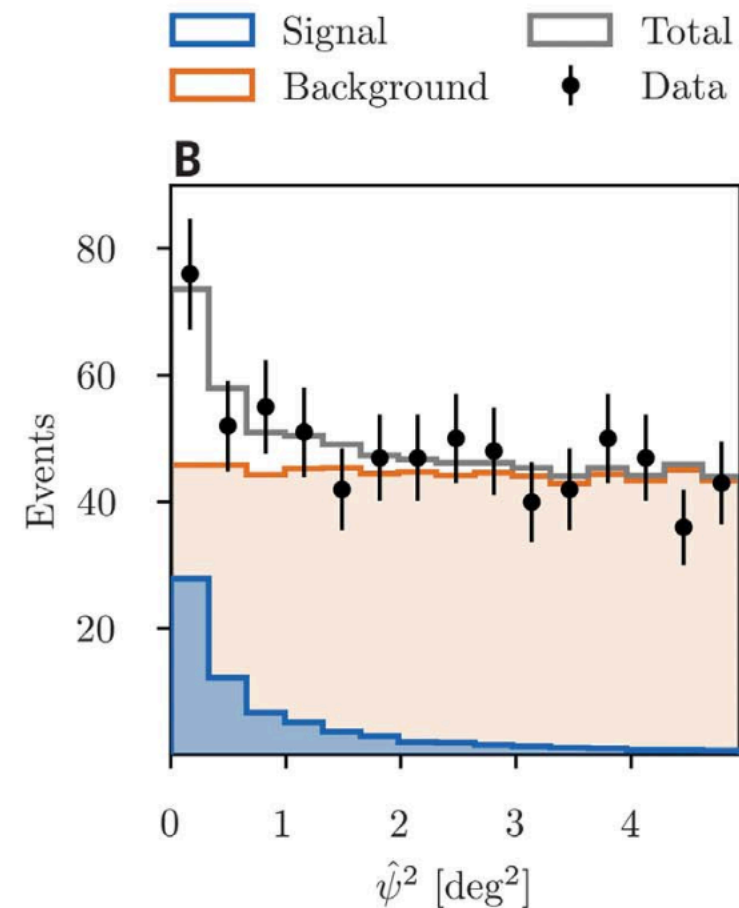 Signal Total
Background Data
B
80
60
40
20
Events
0 1 2 3 4
ψ̂² [deg²]